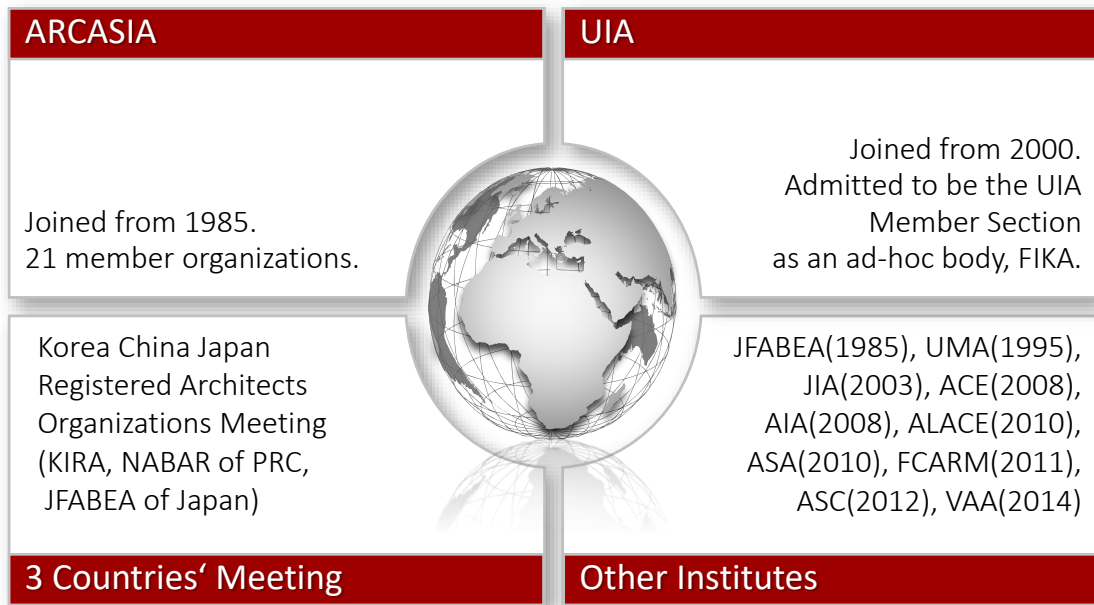 ARCASIA
Joined from 1985.
21 member organizations.
UIA
Joined from 2000.
Admitted to be the UIA
Member Section
as an ad-hoc body, FIKA.
Korea China Japan
Registered Architects
Organizations Meeting
(KIRA, NABAR of PRC,
JFABEA of Japan)
3 Countries‘ Meeting
JFABEA(1985), UMA(1995),
JIA(2003), ACE(2008),
AIA(2008), ALACE(2010),
ASA(2010), FCARM(2011),
ASC(2012), VAA(2014)
Other Institutes